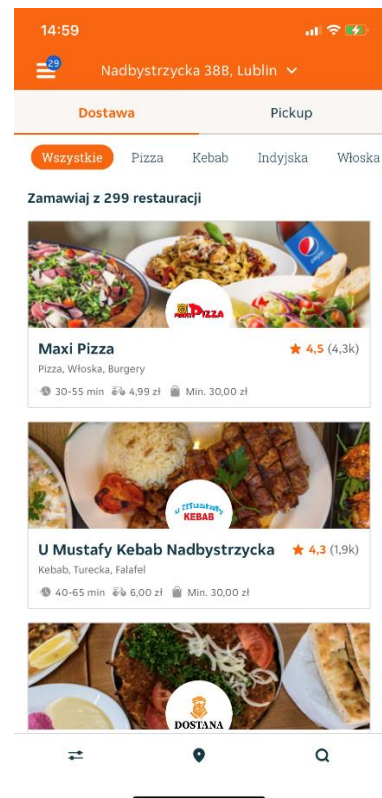 14:59
29
Nadbystrzycka 38B, Lublin
Dostawa Pickup
Wszystkie Pizza Kebab Indyjska Włoska
Zamawiaj z 299 restauracji
MAXI PIZZA
Maxi Pizza 4,5 (4,3k)
Pizza, Włoska, Burgery
30-55 min 4,99 zł Min. 30,00 zł
u Mustafy
KEBAB
U Mustafy Kebab Nadbystrzycka 4,3 (1,9k)
Kebab, Turecka, Falafel
40-65 min 6,00 zł Min. 30,00 zł
DOSTANA